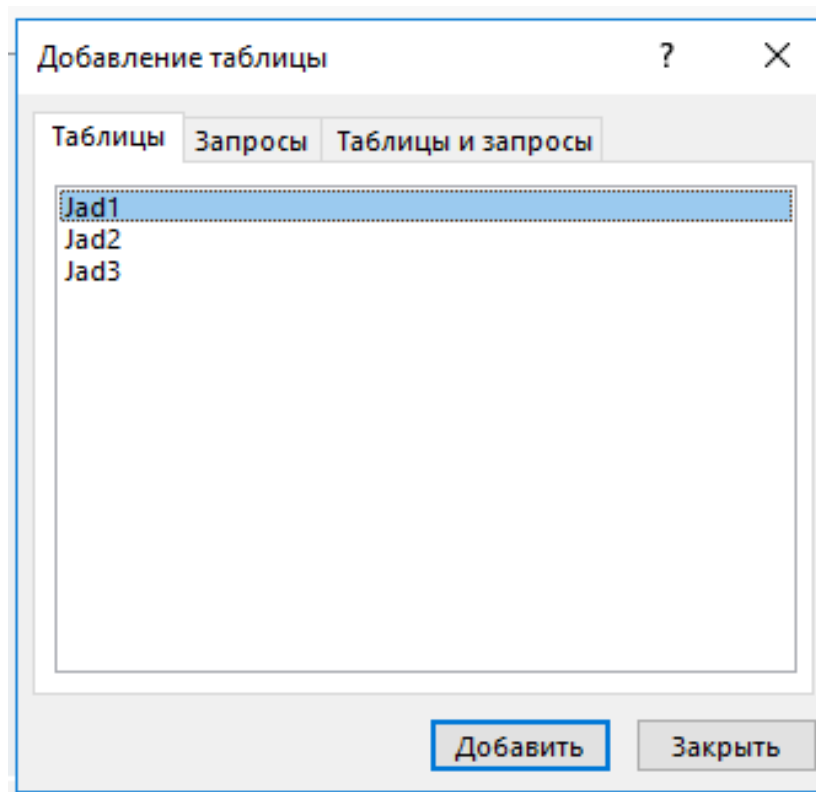 Добавление таблицы ?
Таблицы Запросы Таблицы и запросы
Jad1
Jad2
Jad3
Добавить Закрыть